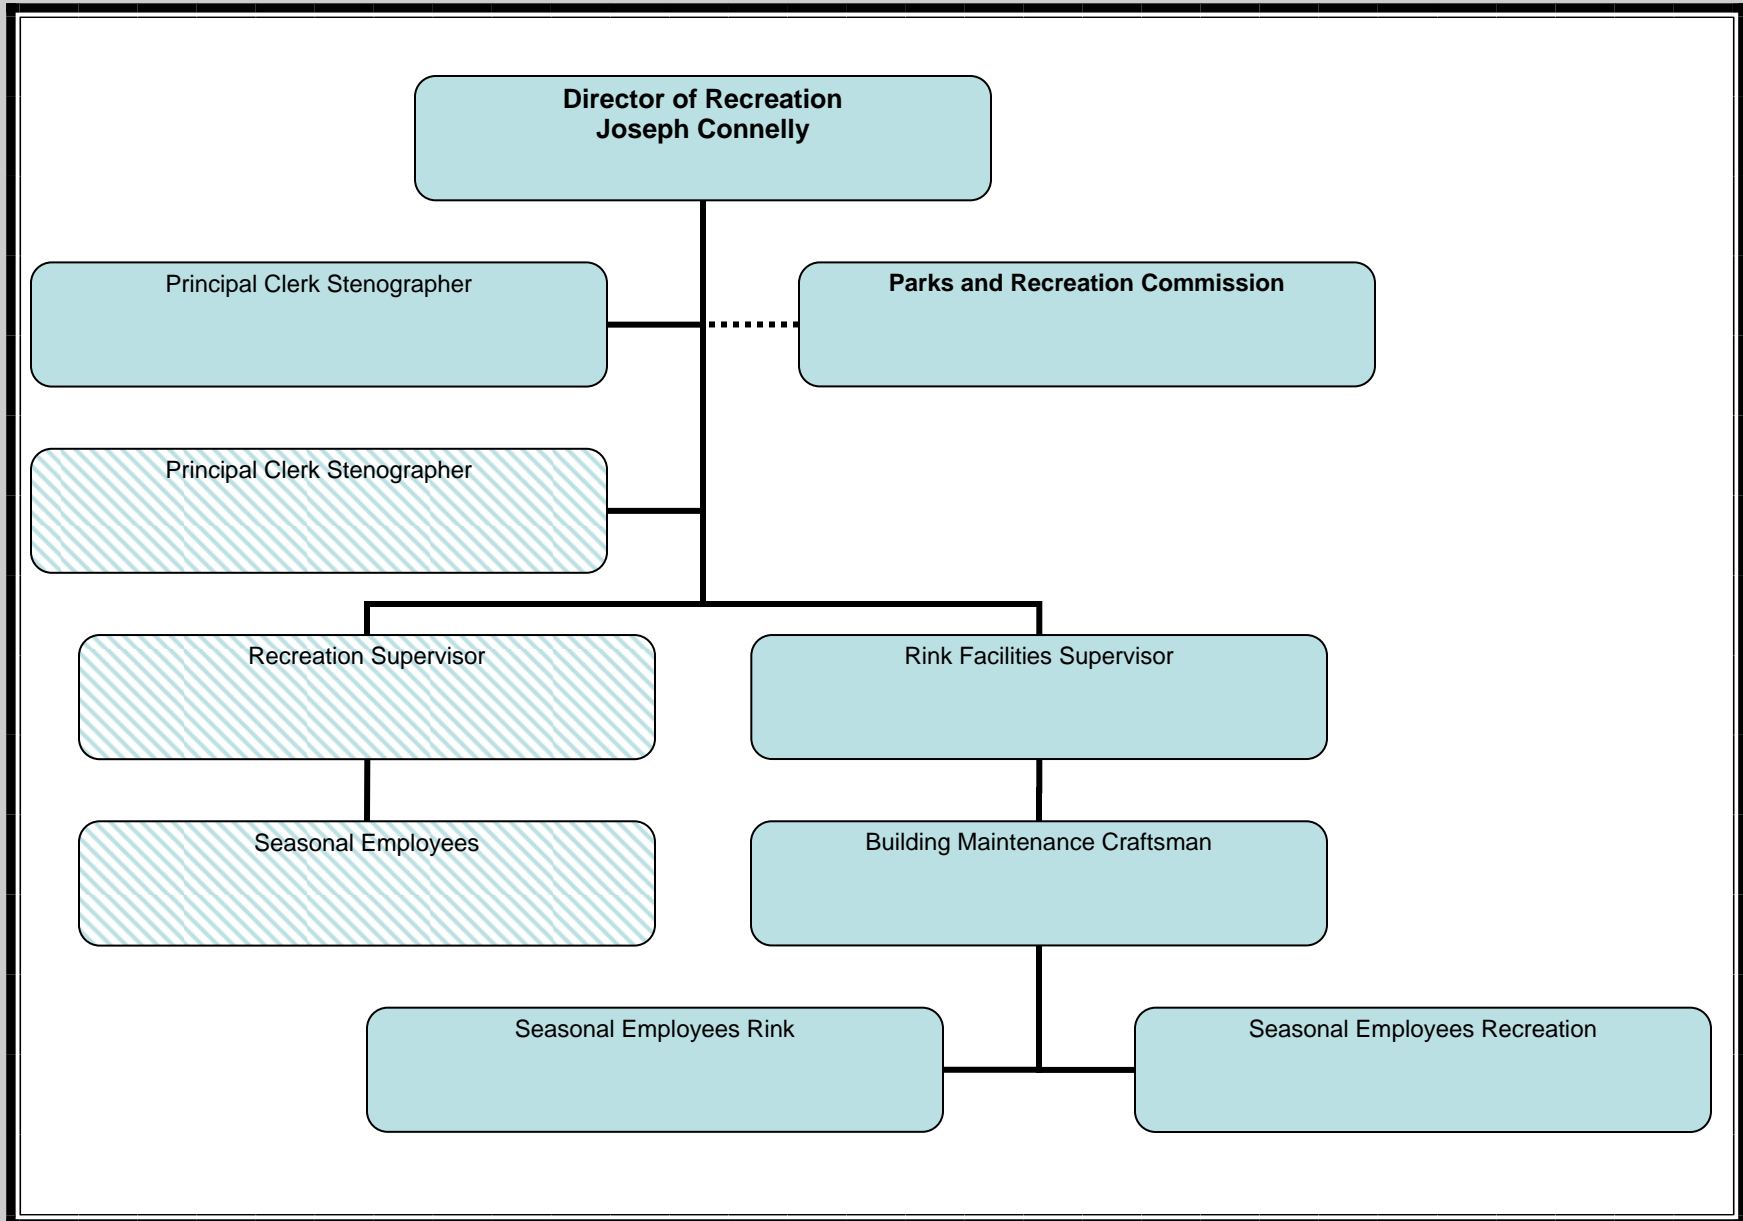 Director of Recreation
Joseph Connelly
Principal Clerk Stenographer
Parks and Recreation Commission
Principal Clerk Stenographer
Recreation Supervisor
Rink Facilities Supervisor
Seasonal Employees
Building Maintenance Craftsman
Seasonal Employees Rink
Seasonal Employees Recreation